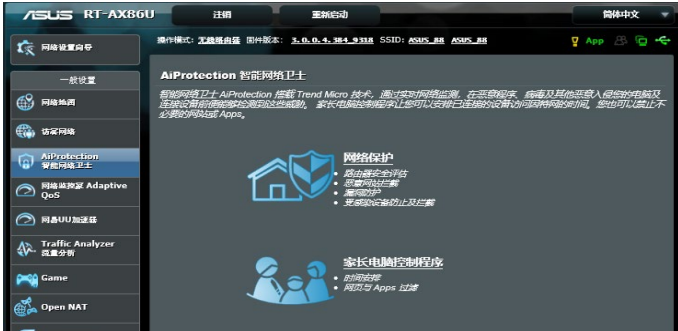 ASUS RT-AX86U 注销 重新启动 简体中文
操作模式: 无线路由器 固件版本: 3.0.0.4.384_9318 SSID: ASUS_88 ASUS_88 App
网络设置向导
一般设置
网络地图
访客网络
AiProtection
智能网络卫士
网络监控家 Adaptive
QoS
网易UU加速器
Traffic Analyzer
流量分析
Game
Open NAT
AiProtection 智能网络卫士
智能网络卫士 AiProtection 搭载 Trend Micro 技术，通过实时网络监测，在恶意程序、病毒及其他恶意入侵您的电脑及
连接设备前便能够检测到这些威胁。 家长电脑控制程序让您可以安排已连接的设备访问因特网的时间。您也可以禁止不
必要的网站或 Apps。
网络保护
• 路由器安全评估
• 恶意网站拦截
• 漏洞防护
• 受感染设备防止及拦截
家长电脑控制程序
• 时间安排
• 网页与 Apps 过滤